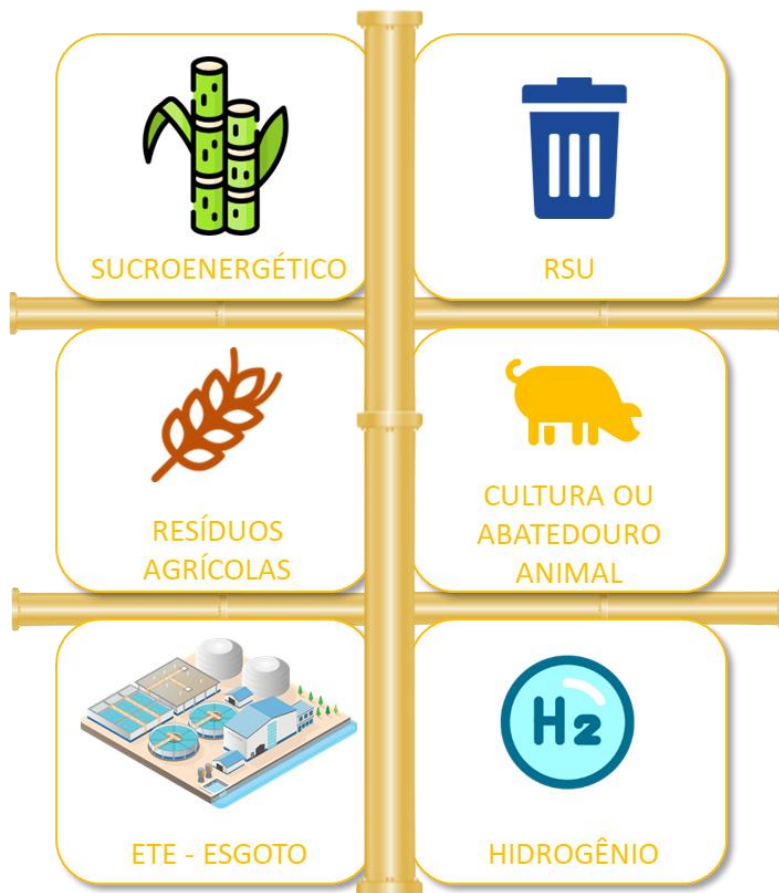 SUCROENERGÉTICO
RSU
RESÍDUOS
AGRÍCOLAS
CULTURA OU
ABATEDOURO
ANIMAL
H2
ETE - ESGOTO
HIDROGÊNIO